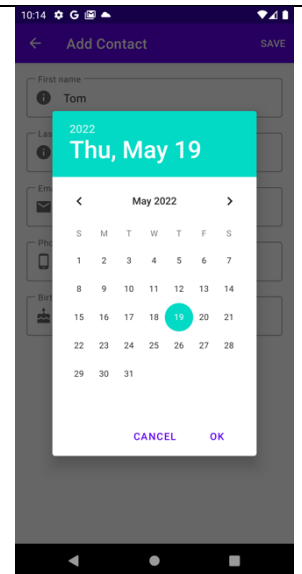 10:14 G
Add Contact SAVE
First name
Tom
2022
Thu, May 19
Las
Em
Pho
Birt
May 2022
S M T W T F S
1 2 3 4 5 6 7
8 9 10 11 12 13 14
15 16 17 18 19 20 21
22 23 24 25 26 27 28
29 30 31
CANCEL OK